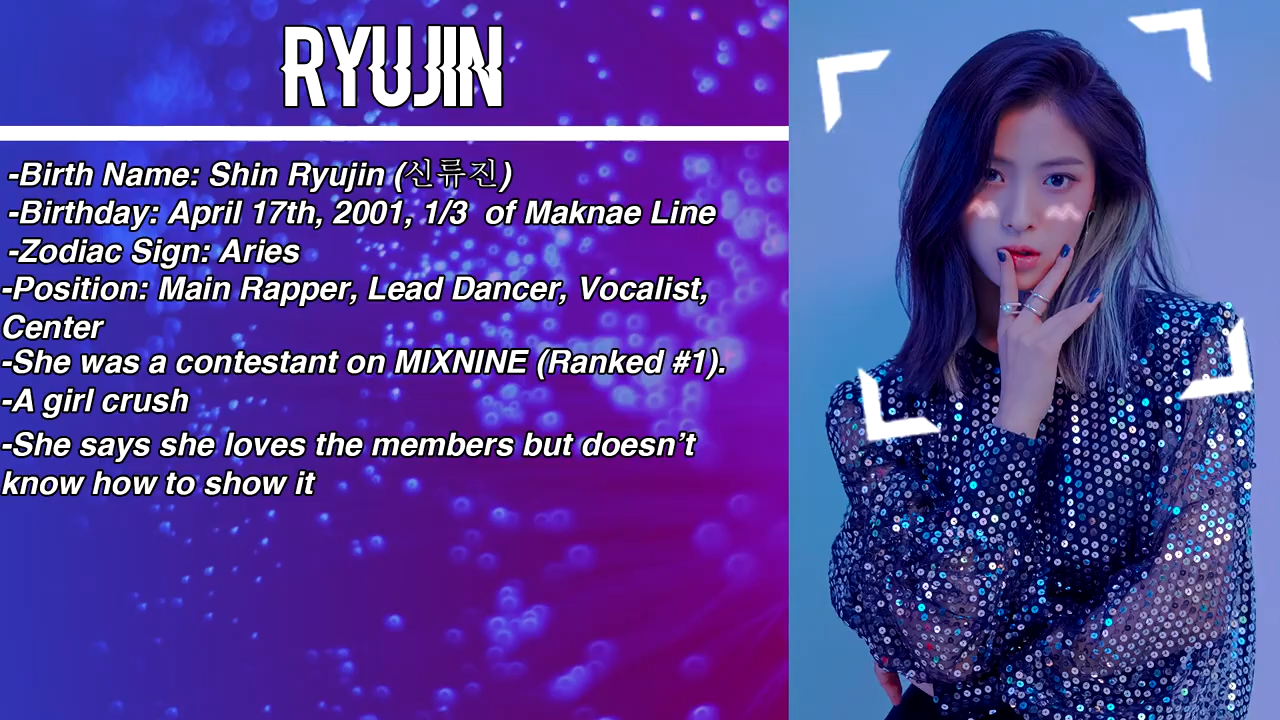 RYUJIN
-Birth Name: Shin Ryujin (신류진)
-Birthday: April 17th, 2001, 1/3  of Maknae Line
-Zodiac Sign: Aries
-Position: Main Rapper, Lead Dancer, Vocalist,
Center
-She was a contestant on MIXNINE (Ranked #1).
-A girl crush
-She says she loves the members but doesn’t
know how to show it